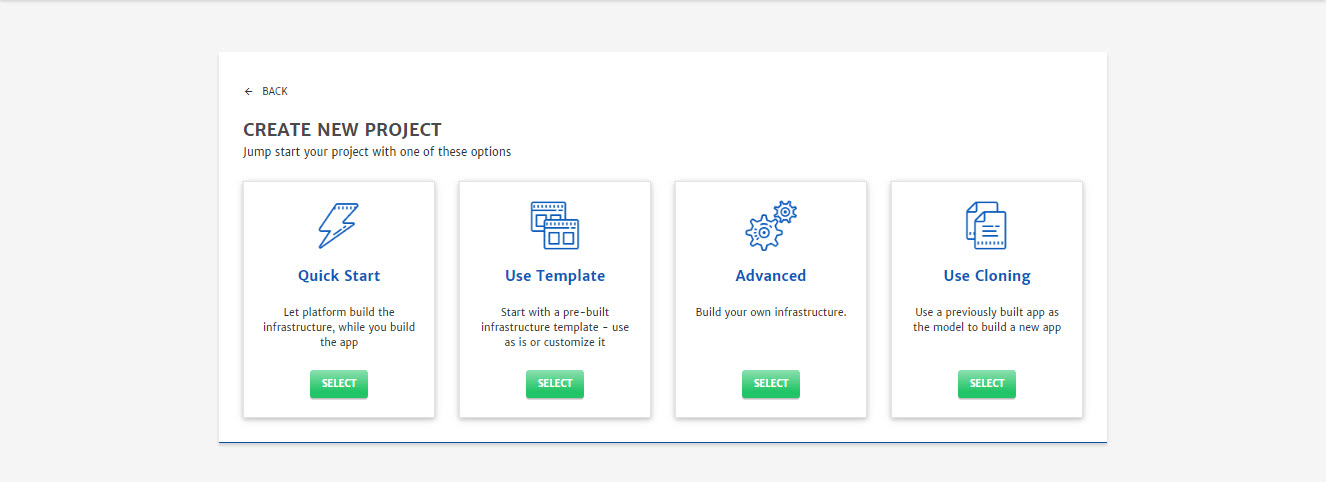 ← BACK
CREATE NEW PROJECT
Jump start your project with one of these options
Quick Start
Let platform build the
infrastructure, while you build
the app
SELECT
Use Template
Start with a pre-built
infrastructure template - use
as is or customize it
SELECT
Advanced
Build your own infrastructure.
SELECT
Use Cloning
Use a previously built app as
the model to build a new app
SELECT